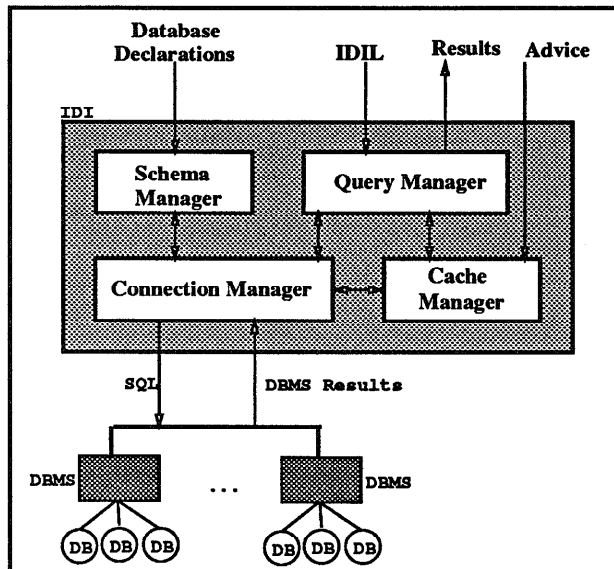 Database
Declarations
IDIL
Results
Advice
IDI
Schema
Manager
Query Manager
Connection Manager
Cache
Manager
SQL
DBMS Results
DBMS
...
DBMS
DB DB DB
DB DB DB